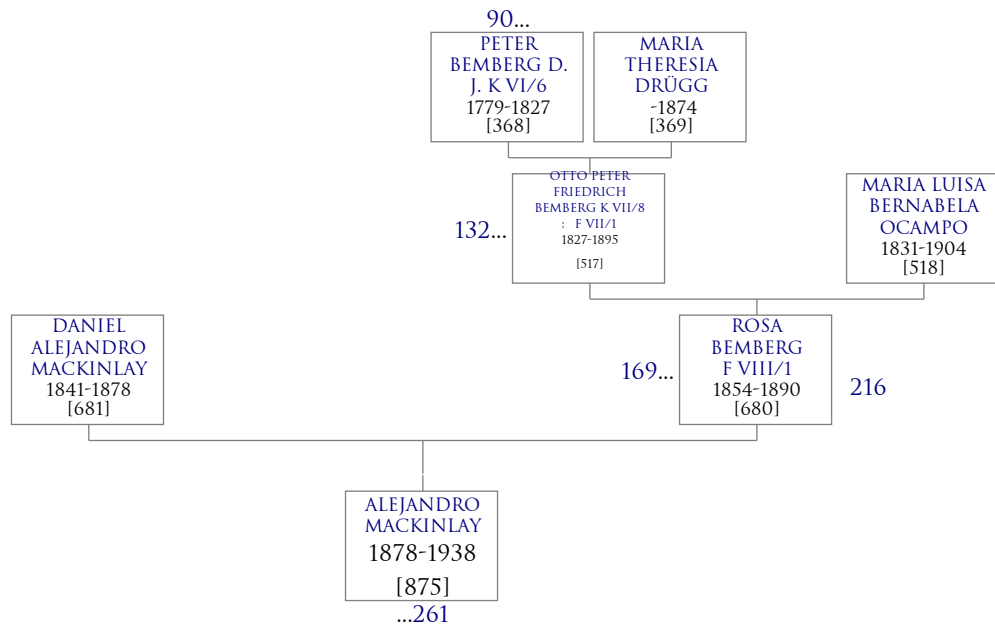 90...
PETER
BEMBERG D.
J. K VI/6
1779-1827
[368]
MARIA
THERESIA
DRÜGG
-1874
[369]
132...
OTTO PETER
FRIEDRICH
BEMBERG K VII/8
: F VII/1
1827-1895
[517]
MARIA LUISA
BERNABELA
OCAMPO
1831-1904
[518]
DANIEL
ALEJANDRO
MACKINLAY
1841-1878
[681]
169...
ROSA
BEMBERG
F VIII/1
1854-1890
[680]
216
ALEJANDRO
MACKINLAY
1878-1938
[875]
...261